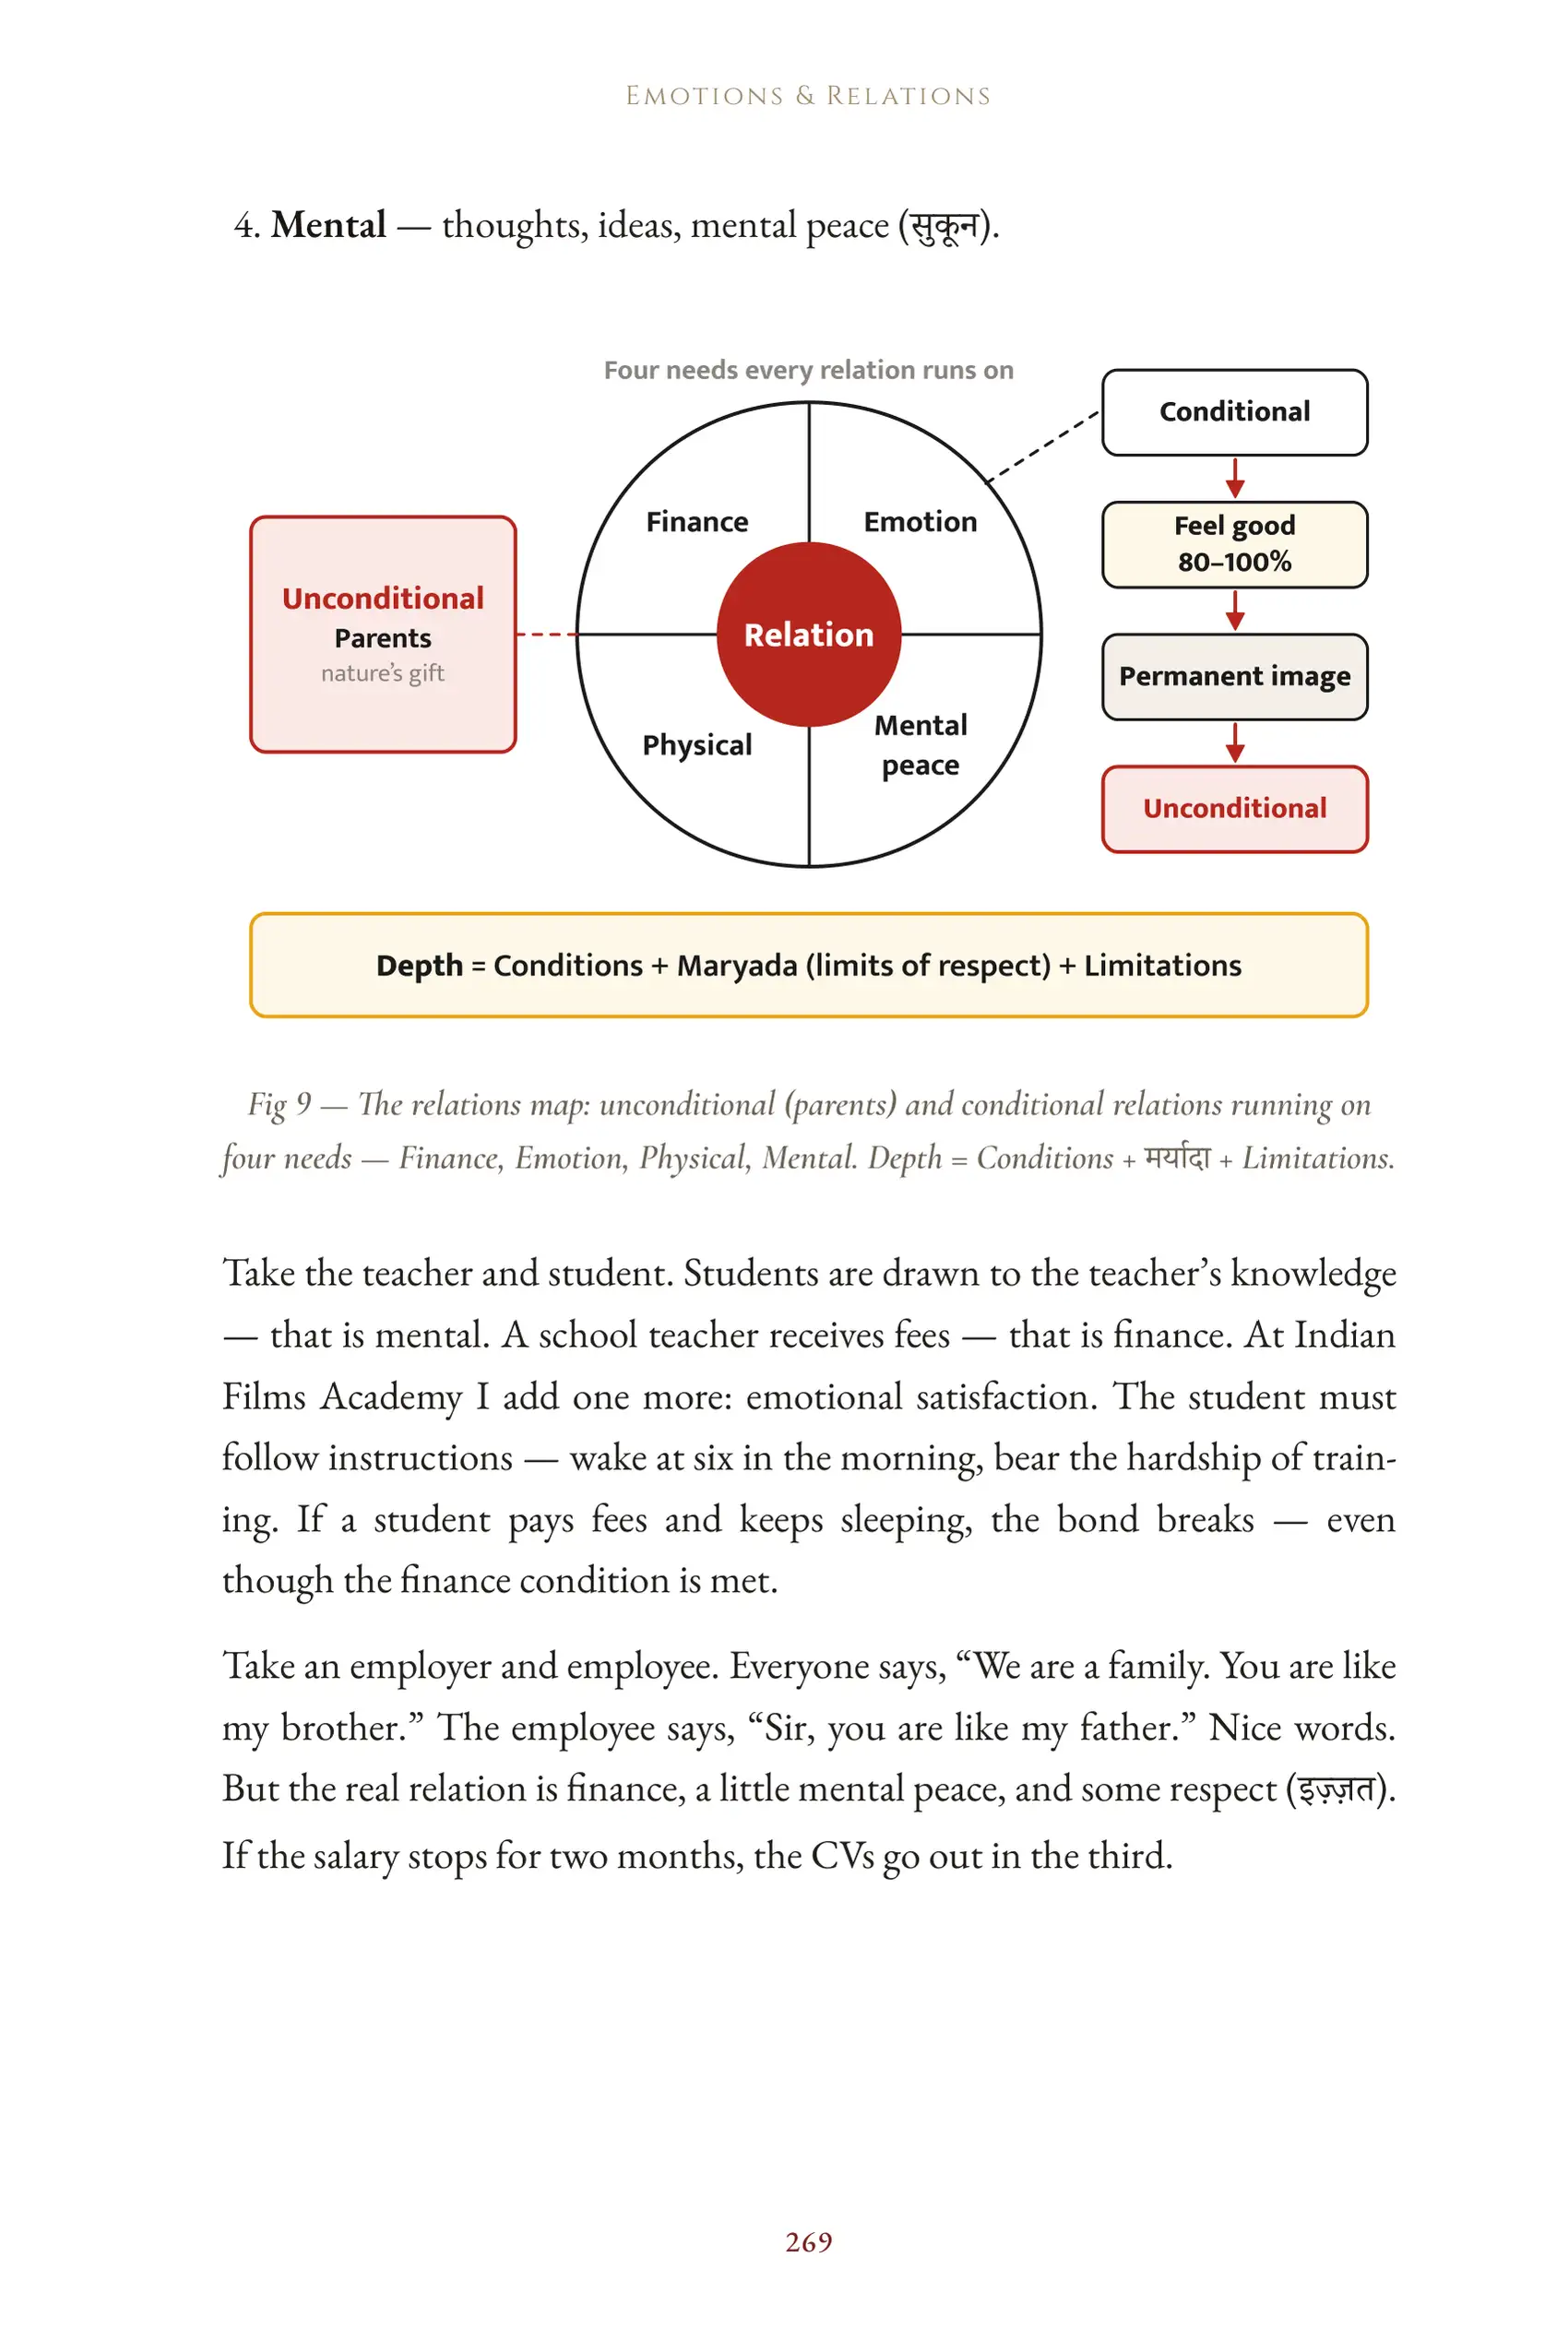 EMOTIONS & RELATIONS
4. Mental — thoughts, ideas, mental peace (सुकून).
Four needs every relation runs on
Finance
Emotion
Relation
Physical
Mental
peace
Unconditional
Parents
nature’s gift
Conditional
Feel good
80–100%
Permanent image
Unconditional
Depth = Conditions + Maryada (limits of respect) + Limitations
Fig 9 — The relations map: unconditional (parents) and conditional relations running on
four needs — Finance, Emotion, Physical, Mental. Depth = Conditions + मर्यादा + Limitations.
Take the teacher and student. Students are drawn to the teacher’s knowledge
— that is mental. A school teacher receives fees — that is finance. At Indian
Films Academy I add one more: emotional satisfaction. The student must
follow instructions — wake at six in the morning, bear the hardship of train-
ing. If a student pays fees and keeps sleeping, the bond breaks — even
though the finance condition is met.
Take an employer and employee. Everyone says, “We are a family. You are like
my brother.” The employee says, “Sir, you are like my father.” Nice words.
But the real relation is finance, a little mental peace, and some respect (इज़्ज़त).
If the salary stops for two months, the CVs go out in the third.
269